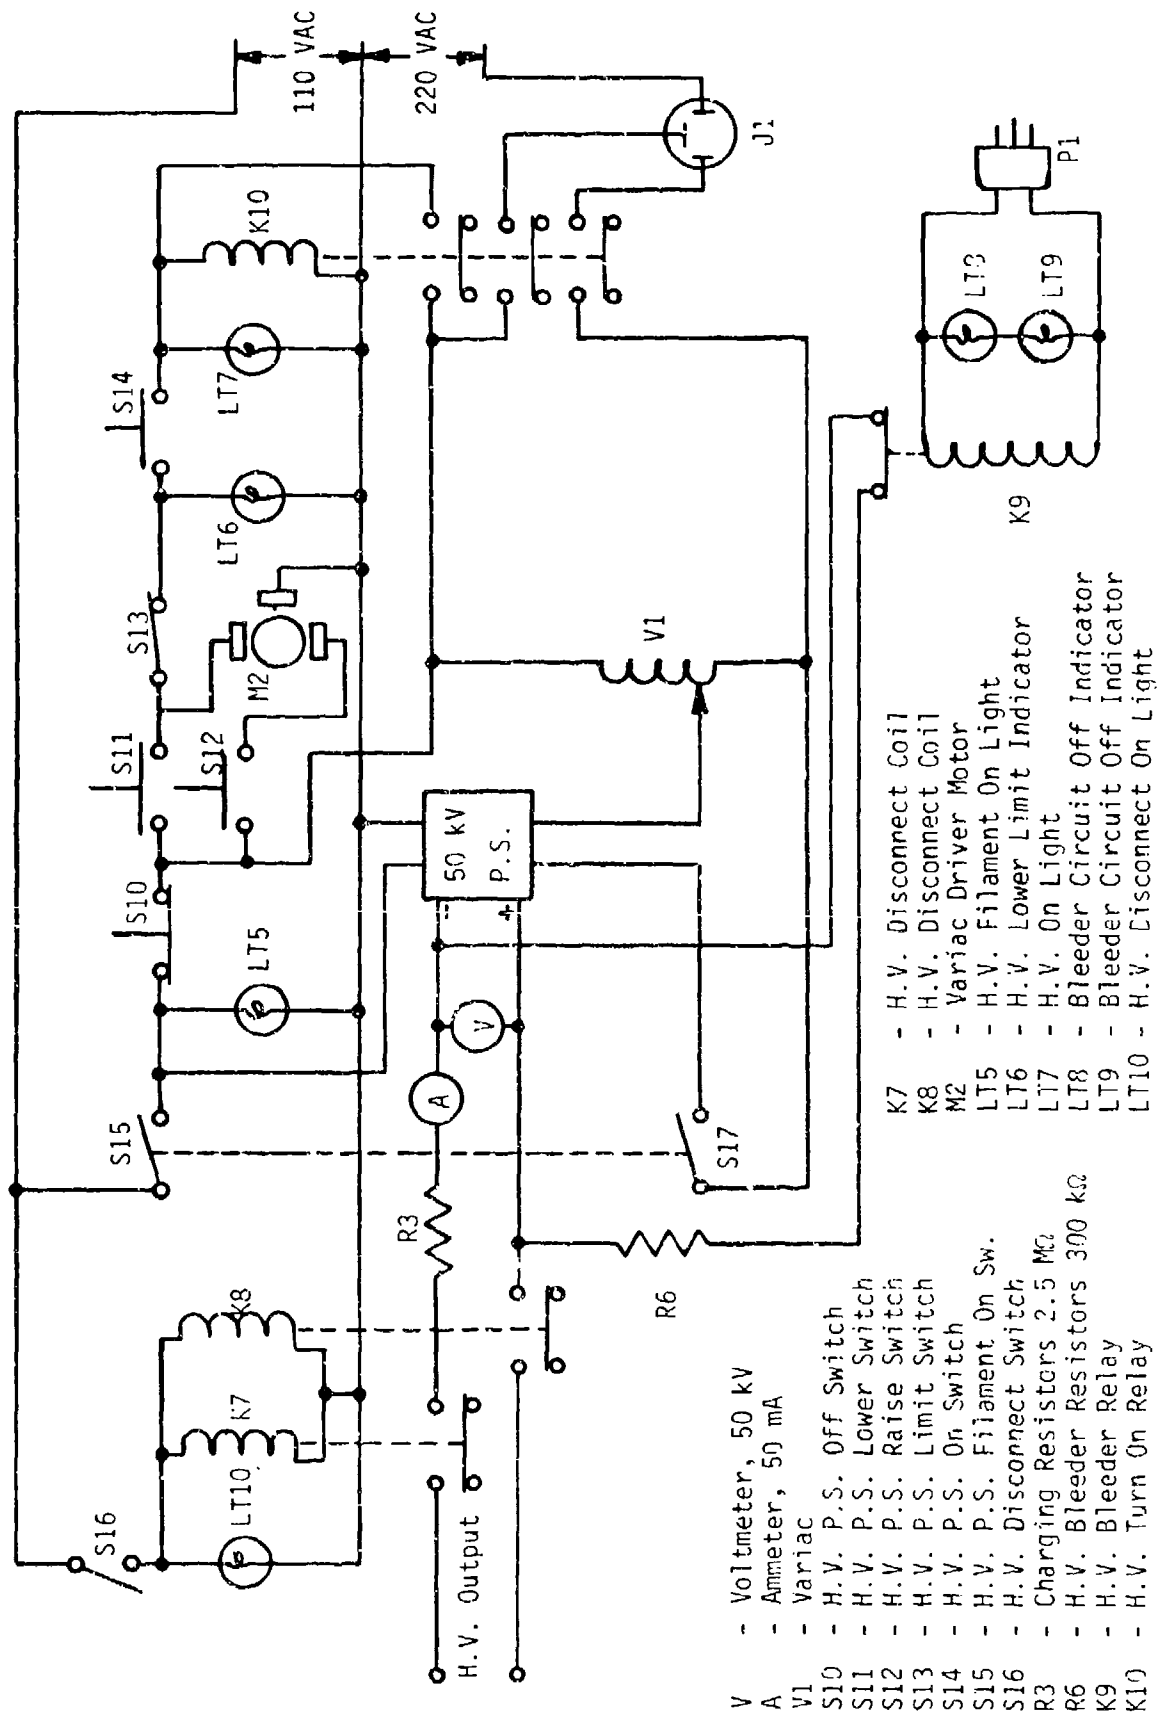 110 VAC
220 VAC
S16
S15
S10
S11
S12
S13
S14
LT10
K7
K8
LT5
M2
LT6
LT7
K10
H.V. Output
R3
A
V
50 kV
P.S.
-
+
V1
J1
R6
S17
K9
LT8
LT9
P1
V - Voltmeter, 50 kV
A - Ammeter, 50 mA
V1 - Variac
S10 - H.V. P.S. Off Switch
S11 - H.V. P.S. Lower Switch
S12 - H.V. P.S. Raise Switch
S13 - H.V. P.S. Limit Switch
S14 - H.V. P.S. On Switch
S15 - H.V. P.S. Filament On Sw.
S16 - H.V. Disconnect Switch
R3 - Charging Resistors 2.5 MΩ
R6 - H.V. Bleeder Resistors 300 kΩ
K9 - H.V. Bleeder Relay
K10 - H.V. Turn On Relay
K7 - H.V. Disconnect Coil
K8 - H.V. Disconnect Coil
M2 - Variac Driver Motor
LT5 - H.V. Filament On Light
LT6 - H.V. Lower Limit Indicator
LT7 - H.V. On Light
LT8 - Bleeder Circuit Off Indicator
LT9 - Bleeder Circuit Off Indicator
LT10 - H.V. Disconnect On Light